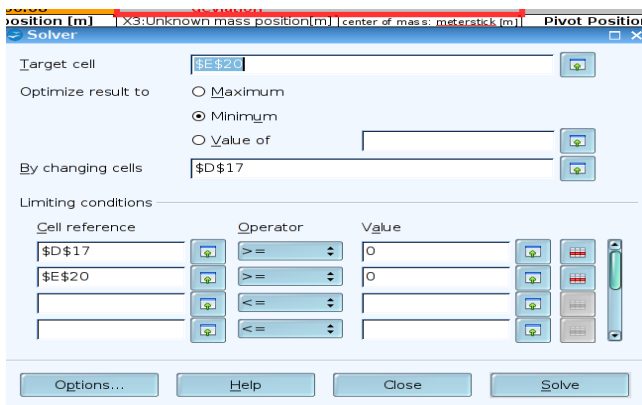 deviation
position [m] X3:Unknown mass position[m] center of mass: meterstick [m] Pivot Positio
Solver
Target cell $E$20
Optimize result to Maximum
Minimum
Value of
By changing cells $D$17
Limiting conditions
Cell reference Operator Value
$D$17 >= 0
$E$20 >= 0
<=
<=
Options... Help Close Solve